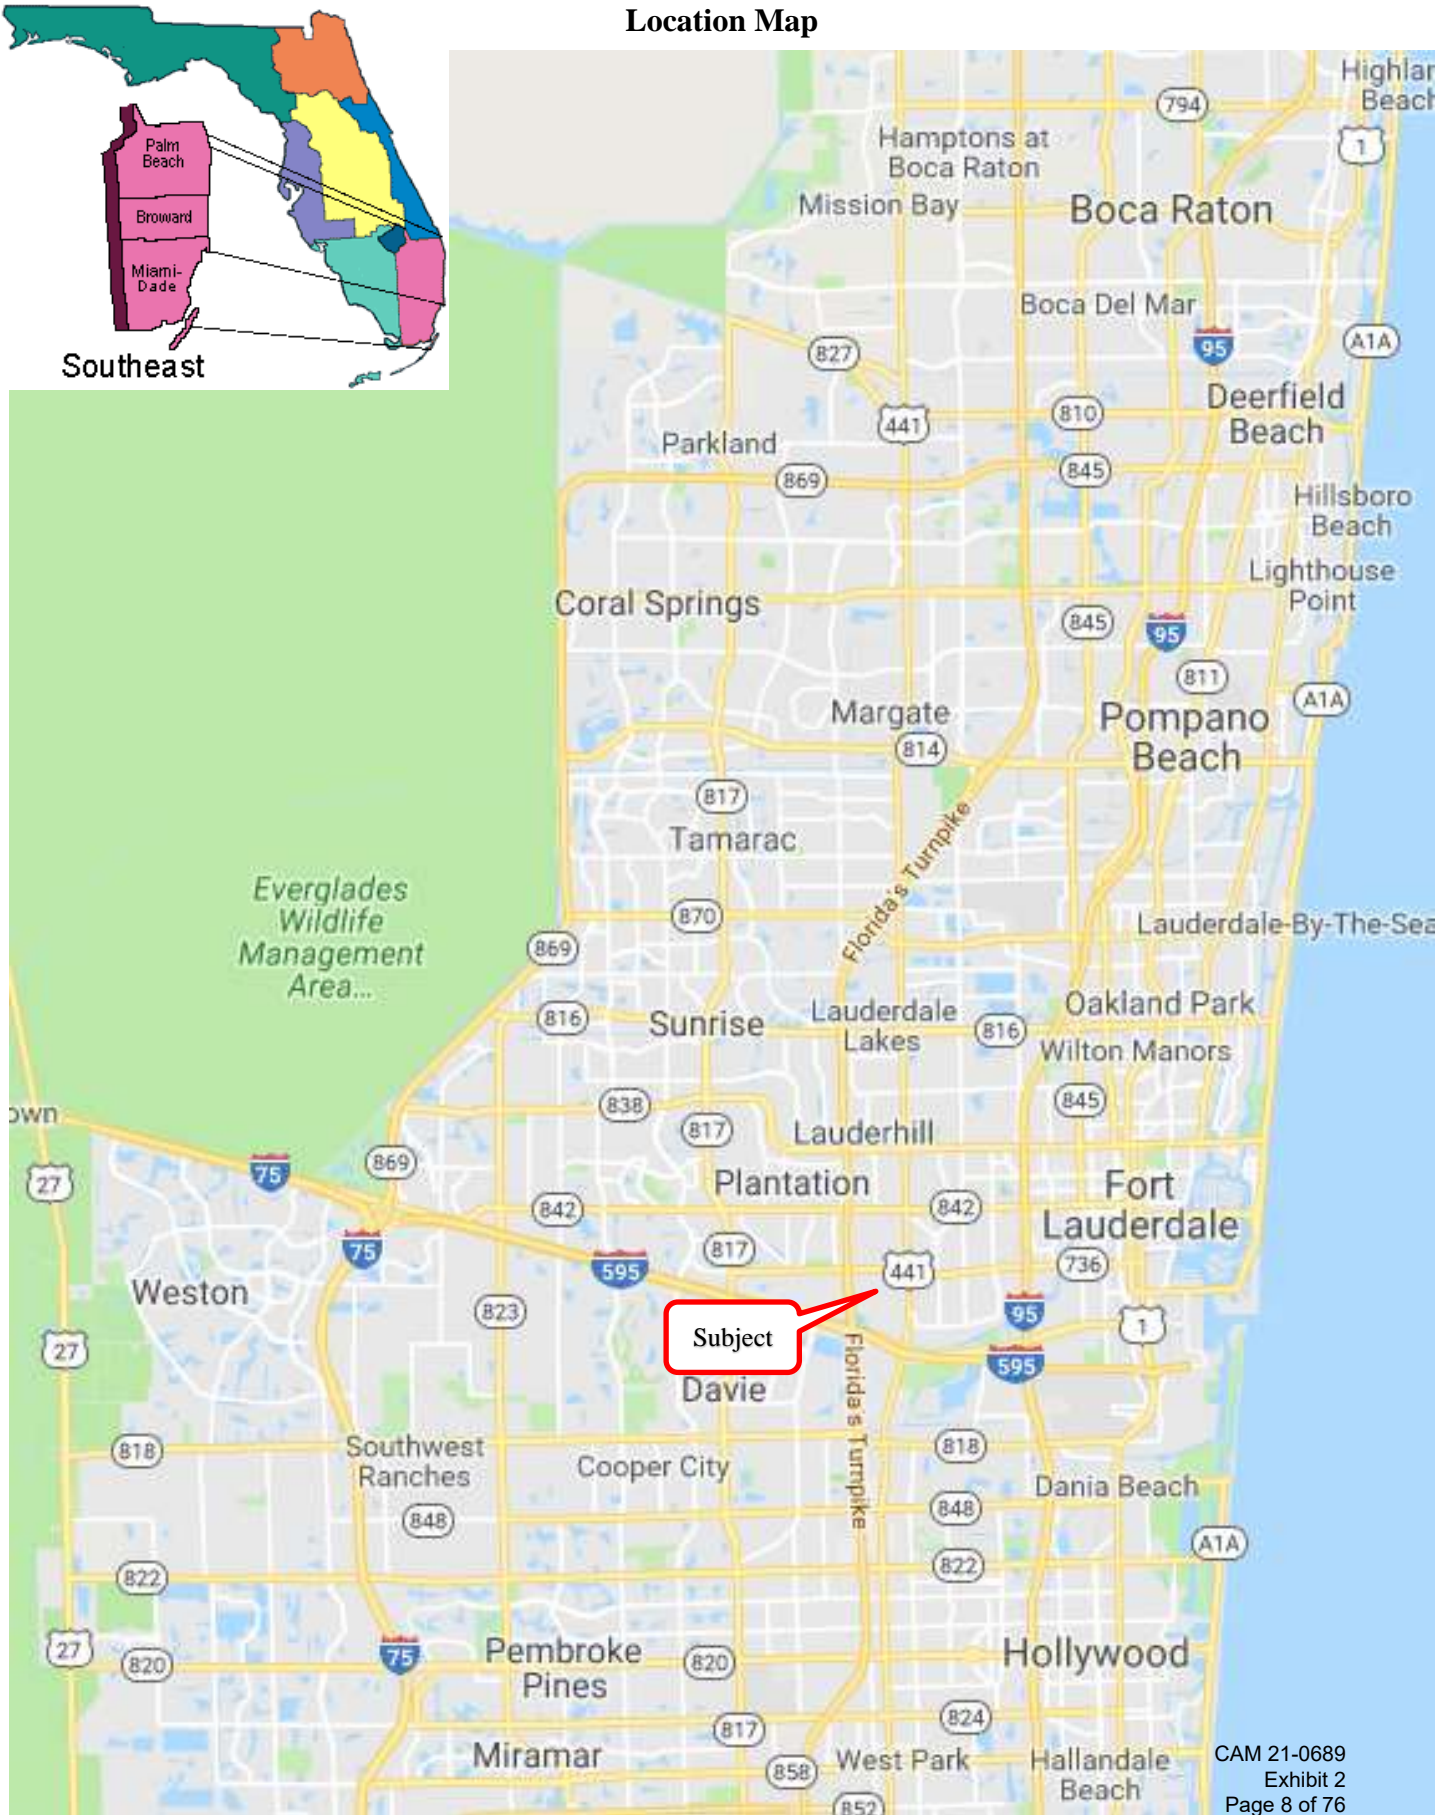 Location Map
Palm
Beach
Broward
Miami-
Dade
Southeast
794
1
Hamptons at
Boca Raton
Mission Bay
Boca Raton
Boca Del Mar
827
95
A1A
441
810
Deerfield
Beach
Parkland
869
845
Hillsboro
Beach
Lighthouse
Point
Coral Springs
845
95
811
A1A
Margate
814
Pompano
Beach
817
Tamarac
Florida's Turnpike
Everglades
Wildlife
Management
Area...
870
869
Lauderdale-By-The-Sea
816
Sunrise
Lauderdale
Lakes
816
Oakland Park
Wilton Manors
838
845
own
817
Lauderhill
27
75
869
Plantation
Fort
Lauderdale
842
842
75
817
595
441
736
Weston
823
95
1
27
Subject
595
Davie
Florida's Turnpike
818
Southwest
Ranches
Cooper City
818
848
Dania Beach
848
A1A
822
822
27
820
75
Pembroke
Pines
820
Hollywood
817
824
Miramar
858
West Park
Hallandale
Beach
852
CAM 21-0689
Exhibit 2
Page 8 of 76